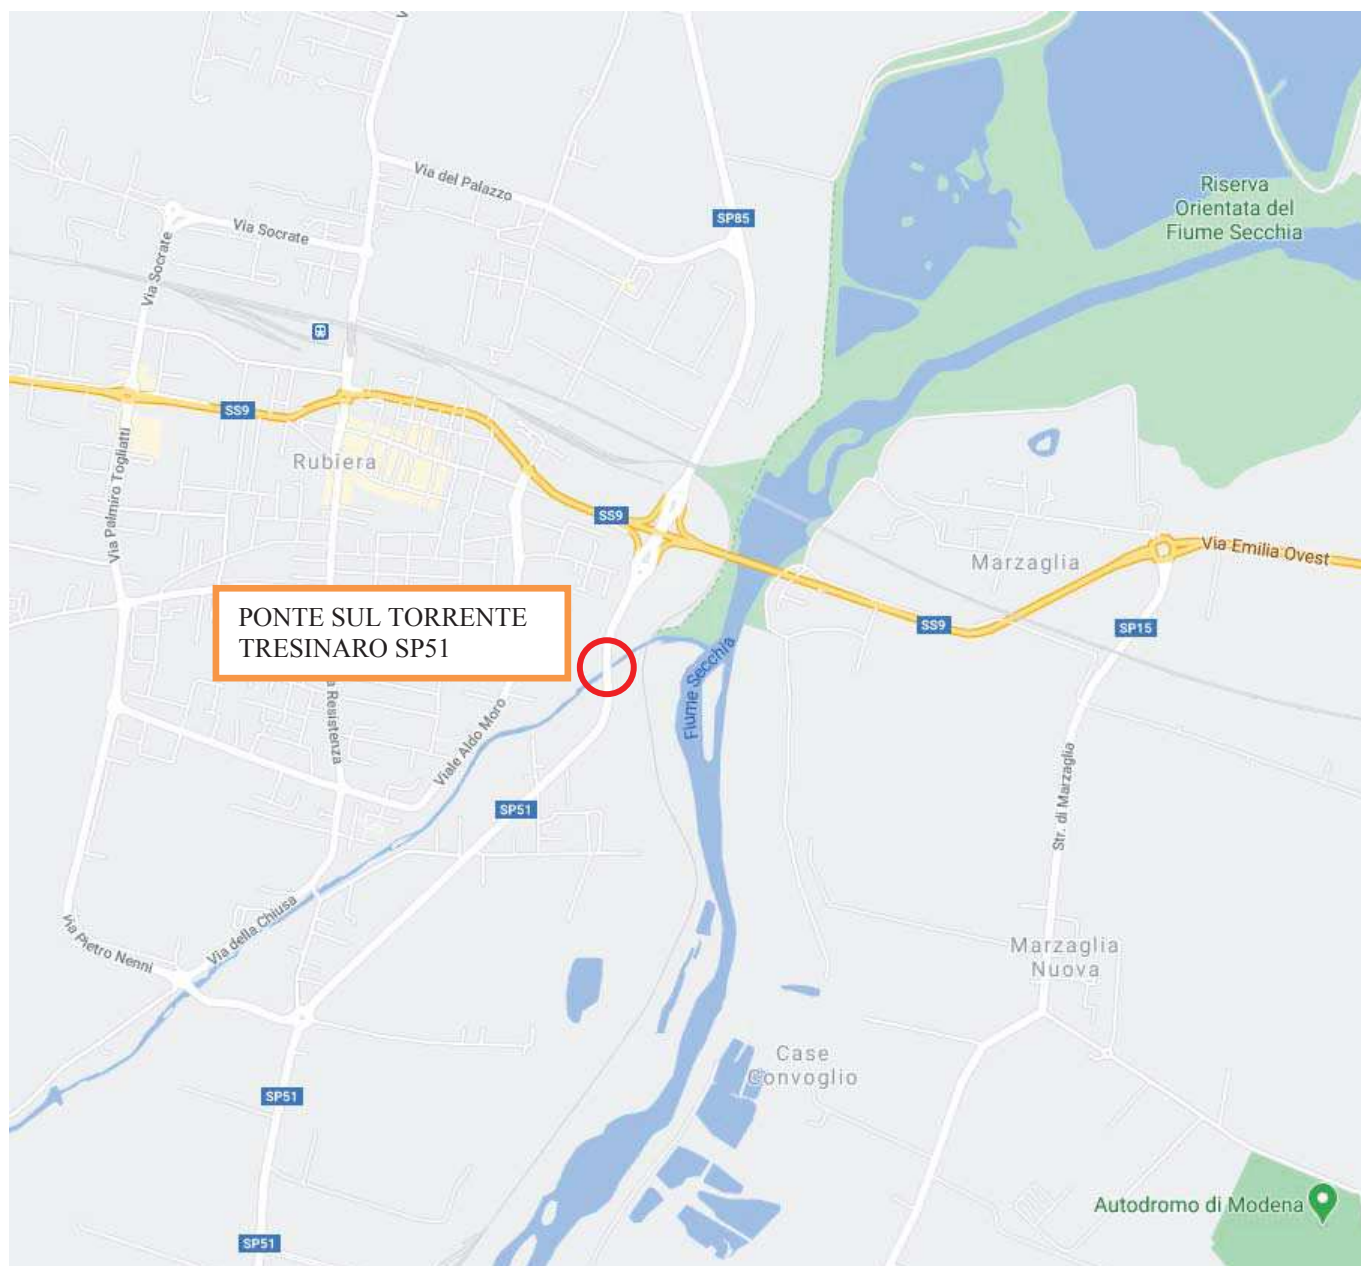 Via del Palazzo
SP85
Riserva
Orientata del
Fiume Secchia
Via Socrate
Via Socrate
SS9
Rubiera
Via Palmiro Togliatti
SS9
Marzaglia
Via Emilia Ovest
PONTE SUL TORRENTE
TRESINARO SP51
SS9
SP15
Fiume Secchia
a Resistenza
Viale Aldo Moro
Str. di Marzaglia
SP51
Via della Chiusa
Via Pietro Nenni
Marzaglia
Nuova
Case
Convoglio
SP51
Autodromo di Modena
SP51